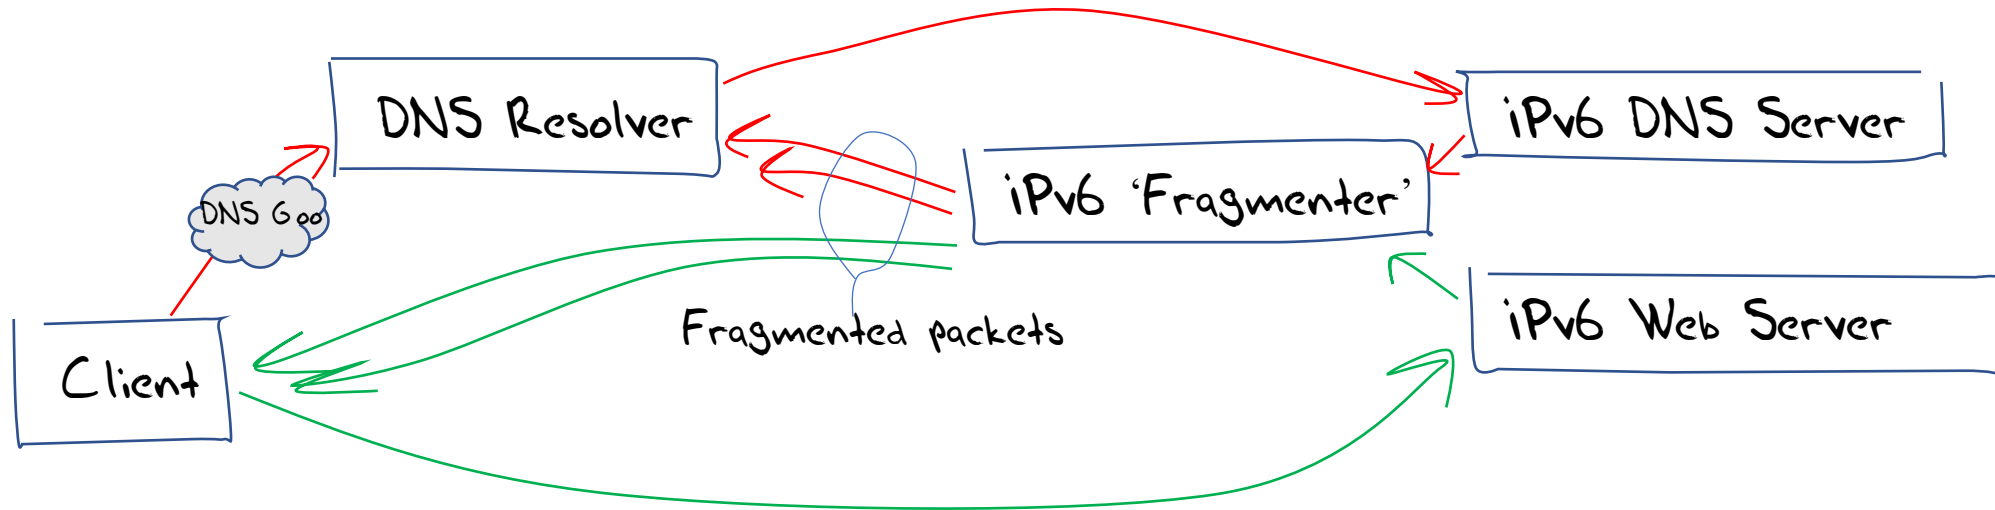 DNS Resolver
iPv6 DNS Server
iPv6 'Fragmenter'
DNS Goo
Fragmented packets
iPv6 Web Server
Client